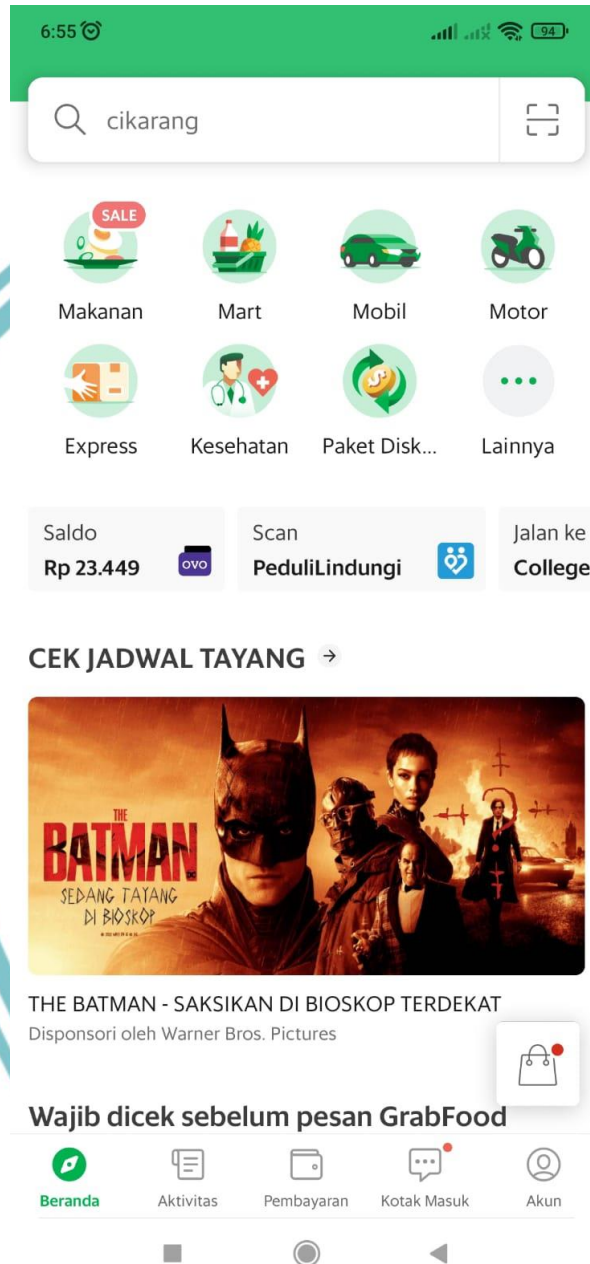 6:55
94
cikarang
SALE
Makanan Mart Mobil Motor
Express Kesehatan Paket Disk... Lainnya
Saldo
Rp 23.449
ovo
Scan
PeduliLindungi
Jalan ke
College
CEK JADWAL TAYANG
THE
BATMAN
SEDANG TAYANG
DI BIOSKOP
THE BATMAN - SAKSIKAN DI BIOSKOP TERDEKAT
Disponsori oleh Warner Bros. Pictures
Wajib dicek sebelum pesan GrabFood
Beranda Aktivitas Pembayaran Kotak Masuk Akun